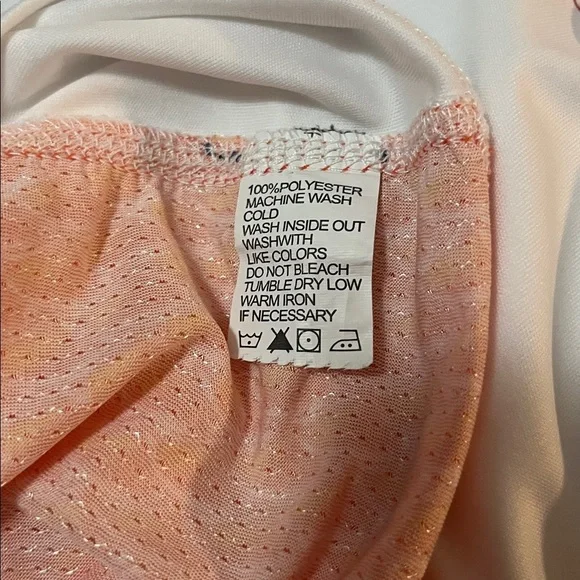 100%POLYESTER
MACHINE WASH
COLD
WASH INSIDE OUT
WASHWITH
LIKE COLORS
DO NOT BLEACH
TUMBLE DRY LOW
WARM IRON
IF NECESSARY